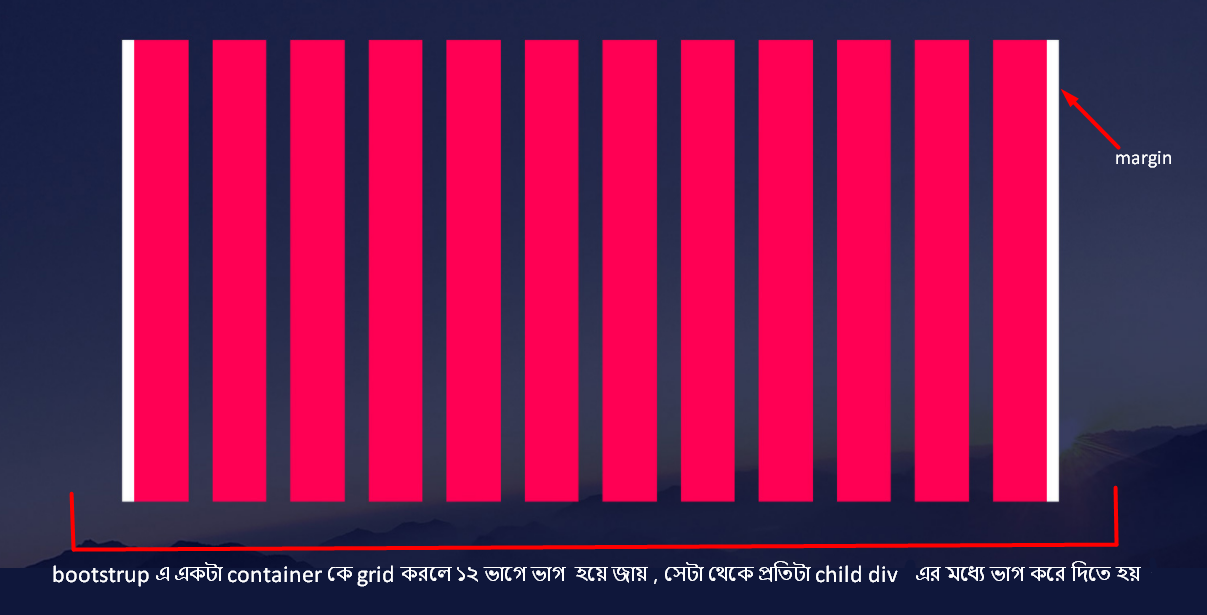 margin
bootstrup এ একটা container কে grid করলে ১২ ভাগে ভাগ হয়ে জায় , সেটা থেকে প্রতিটা child div এর মধ্যে ভাগ করে দিতে হয়